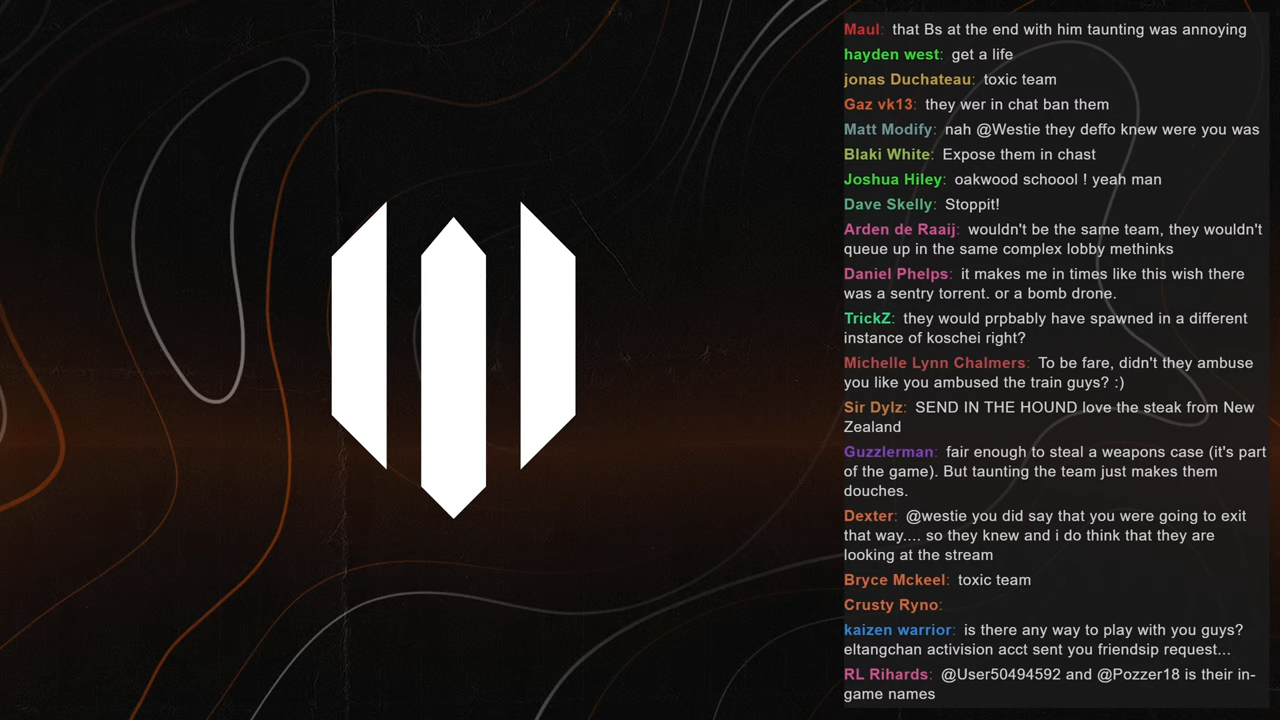 Maul: that Bs at the end with him taunting was annoying
hayden west: get a life
jonas Duchateau: toxic team
Gaz vk13: they wer in chat ban them
Matt Modify: nah @Westie they deffo knew were you was
Blaki White: Expose them in chast
Joshua Hiley: oakwood schoool ! yeah man
Dave Skelly: Stoppit!
Arden de Raaij: wouldn't be the same team, they wouldn't
queue up in the same complex lobby methinks
Daniel Phelps: it makes me in times like this wish there
was a sentry torrent. or a bomb drone.
TrickZ: they would prpbably have spawned in a different
instance of koschei right?
Michelle Lynn Chalmers: To be fare, didn't they ambuse
you like you ambused the train guys? :)
Sir Dylz: SEND IN THE HOUND love the steak from New
Zealand
Guzzlerman: fair enough to steal a weapons case (it's part
of the game). But taunting the team just makes them
douches.
Dexter: @westie you did say that you were going to exit
that way.... so they knew and i do think that they are
looking at the stream
Bryce Mckeel: toxic team
Crusty Ryno:
kaizen warrior: is there any way to play with you guys?
eltangchan activision acct sent you friendsip request...
RL Rihards: @User50494592 and @Pozzer18 is their in-
game names